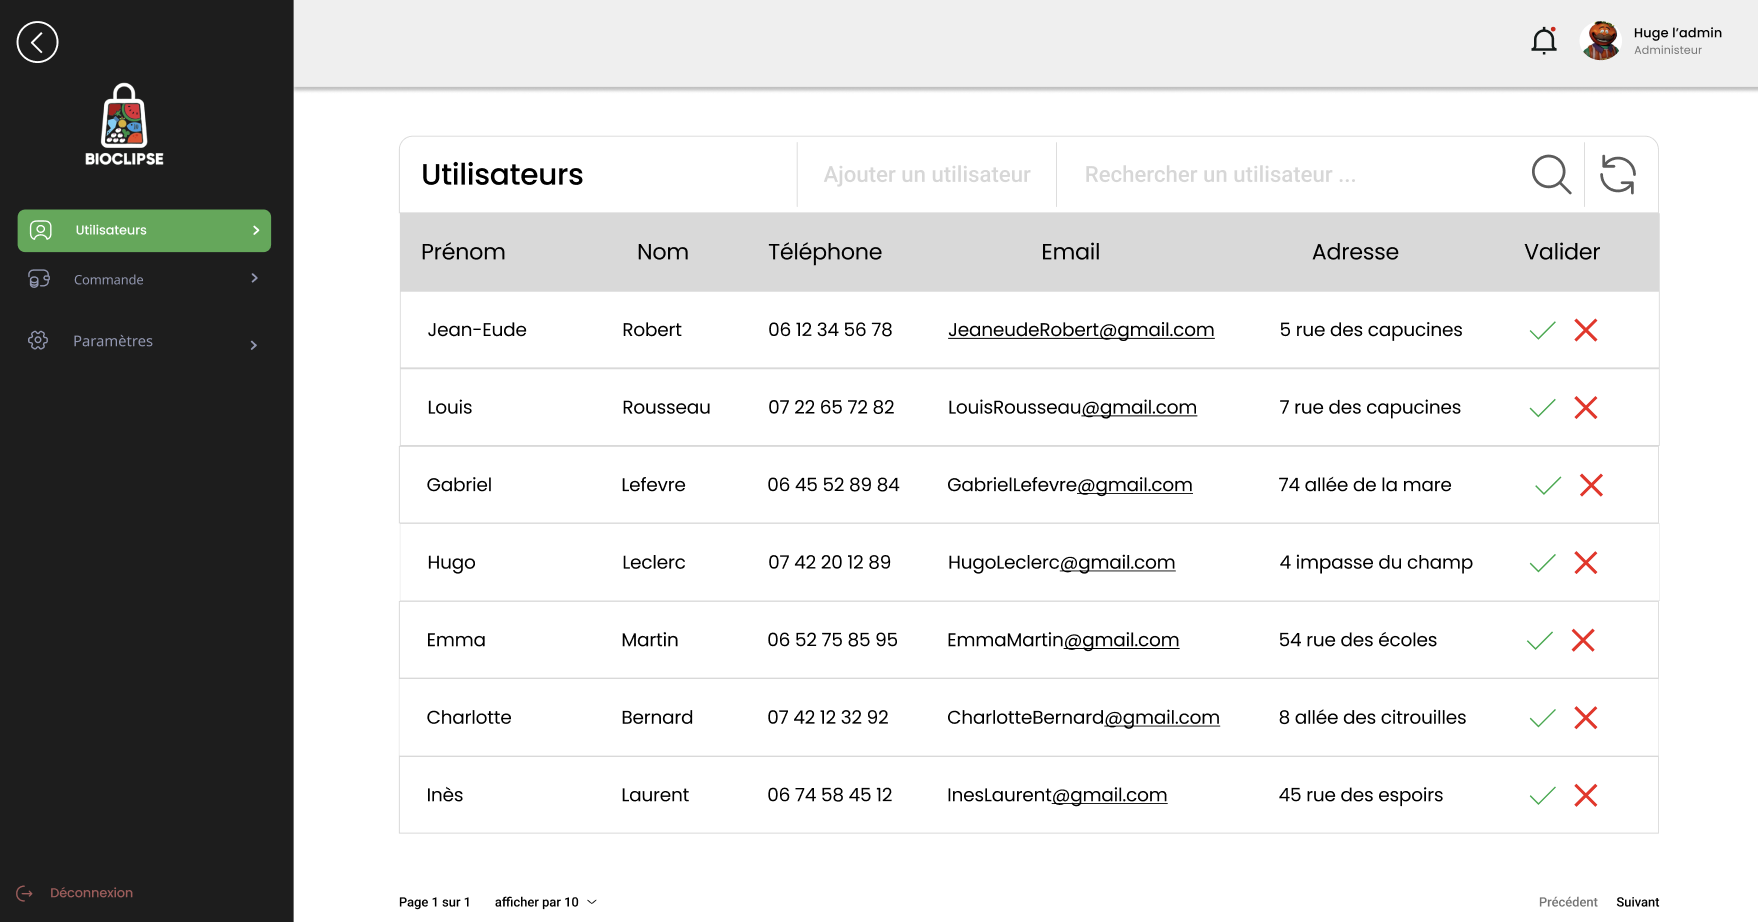 Huge l'admin
Administeur
BIOCLIPSE
Utilisateurs
Commande
Paramètres
Déconnexion
Utilisateurs Ajouter un utilisateur Rechercher un utilisateur ...
Prénom Nom Téléphone Email Adresse Valider
Jean-Eude Robert 06 12 34 56 78 JeaneudeRobert@gmail.com 5 rue des capucines
Louis Rousseau 07 22 65 72 82 LouisRousseau@gmail.com 7 rue des capucines
Gabriel Lefevre 06 45 52 89 84 GabrielLefevre@gmail.com 74 allée de la mare
Hugo Leclerc 07 42 20 12 89 HugoLeclerc@gmail.com 4 impasse du champ
Emma Martin 06 52 75 85 95 EmmaMartin@gmail.com 54 rue des écoles
Charlotte Bernard 07 42 12 32 92 CharlotteBernard@gmail.com 8 allée des citrouilles
Inès Laurent 06 74 58 45 12 InesLaurent@gmail.com 45 rue des espoirs
Page 1 sur 1 afficher par 10 Précédent Suivant